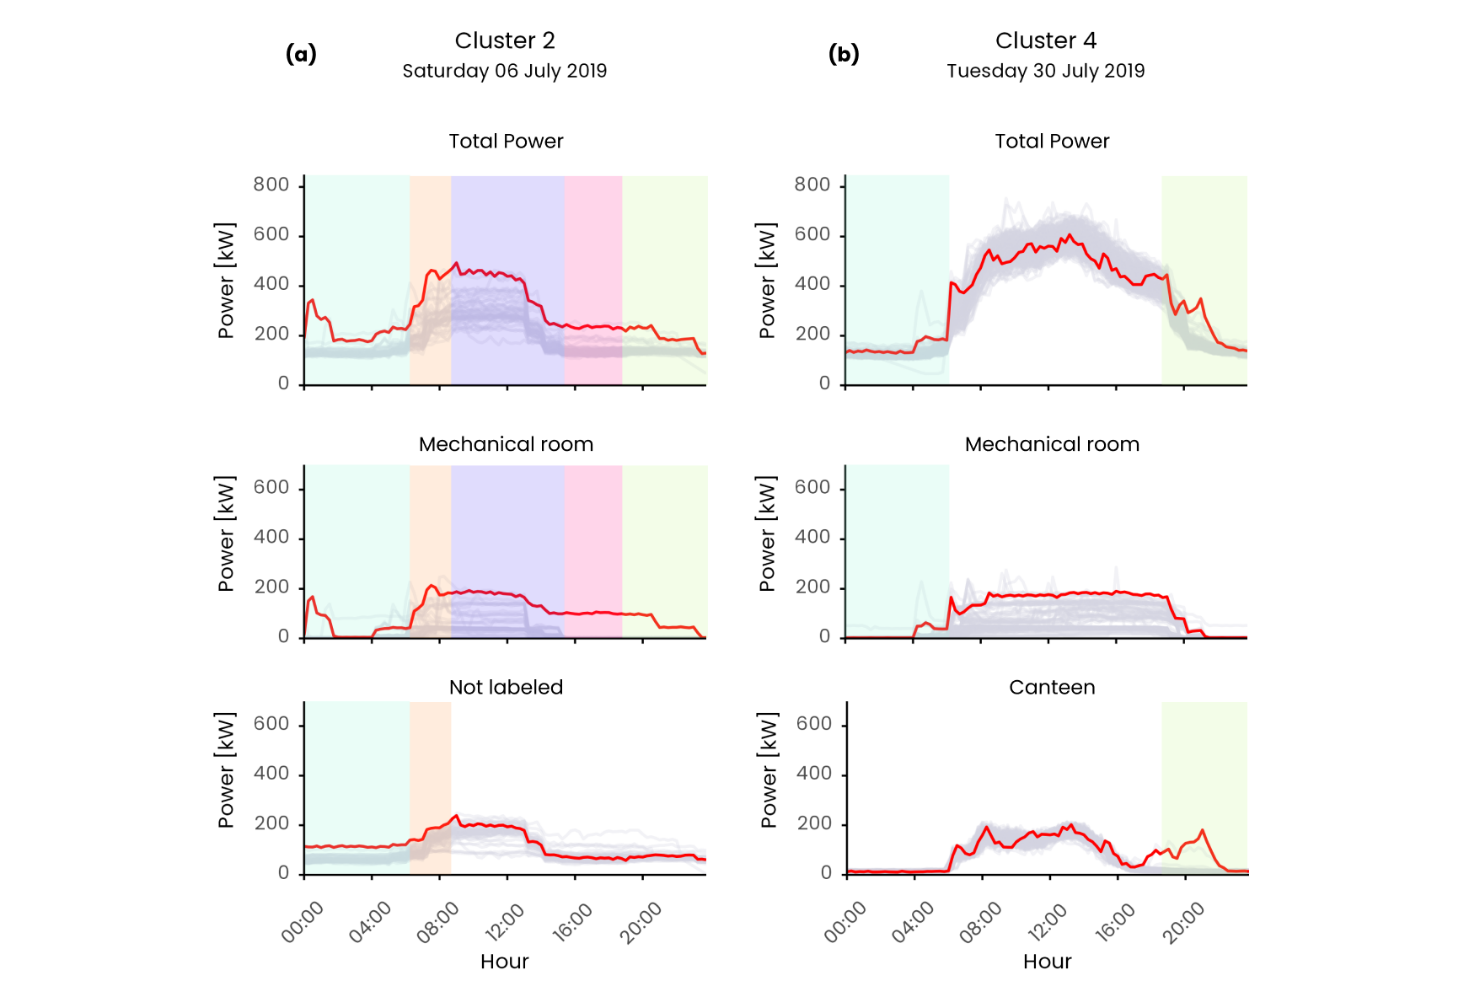 (a) Cluster 2
Saturday 06 July 2019
Total Power
Power [kW]
800
600
400
200
0
Mechanical room
Power [kW]
600
400
200
0
Not labeled
Power [kW]
600
400
200
0
00:00 04:00 08:00 12:00 16:00 20:00
Hour
(b) Cluster 4
Tuesday 30 July 2019
Total Power
Power [kW]
800
600
400
200
0
Mechanical room
Power [kW]
600
400
200
0
Canteen
Power [kW]
600
400
200
0
00:00 04:00 08:00 12:00 16:00 20:00
Hour